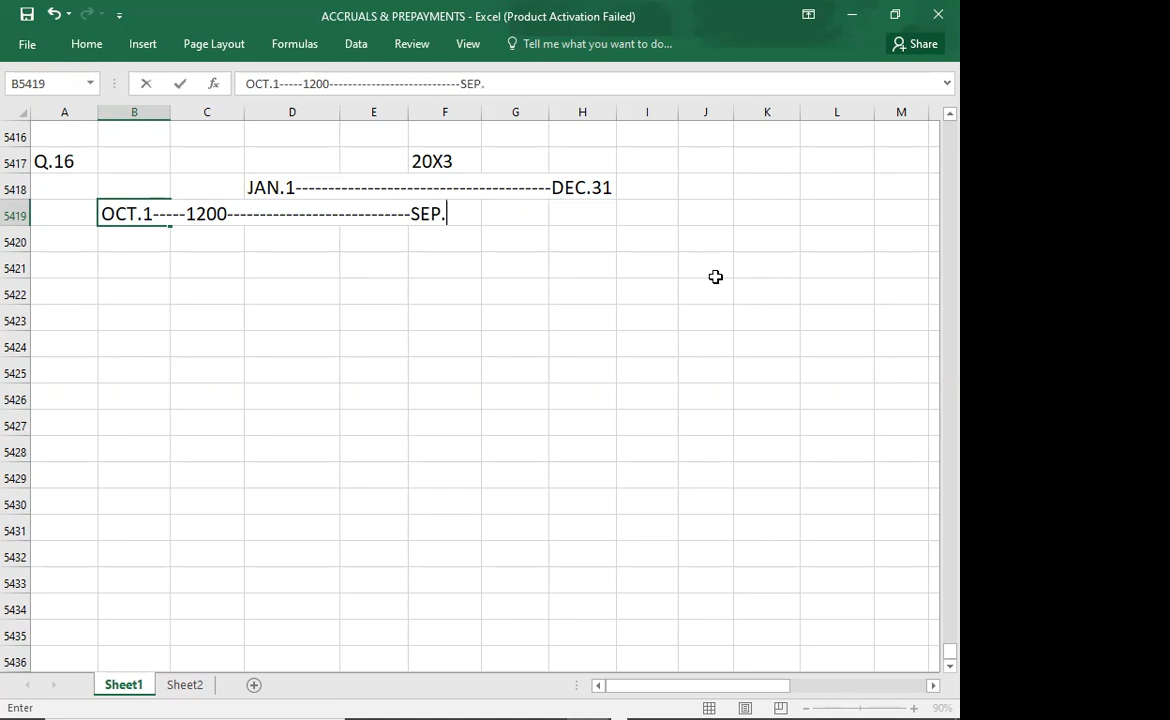 ACCRUALS & PREPAYMENTS - Excel (Product Activation Failed)
File Home Insert Page Layout Formulas Data Review View Tell me what you want to do... Share
B5419 fx OCT.1-----1200----------------------------SEP.
A B C D E F G H I J K L M
5416
5417 Q.16 20X3
5418 JAN.1---------------------------------------DEC.31
5419 OCT.1-----1200----------------------------SEP.
5420
5421
5422
5423
5424
5425
5426
5427
5428
5429
5430
5431
5432
5433
5434
5435
5436
Sheet1 Sheet2
Enter 90%